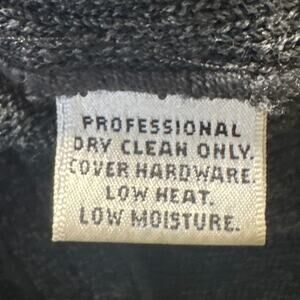 PROFESSIONAL
DRY CLEAN ONLY.
COVER HARDWARE.
LOW HEAT.
LOW MOISTURE.